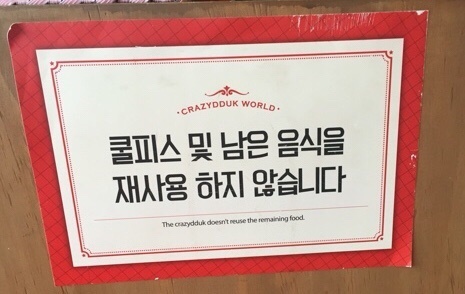 CRAZYDDUK WORLD
쿨피스 및 남은 음식을
재사용 하지 않습니다
The crazydduk doesn't reuse the remaining food.